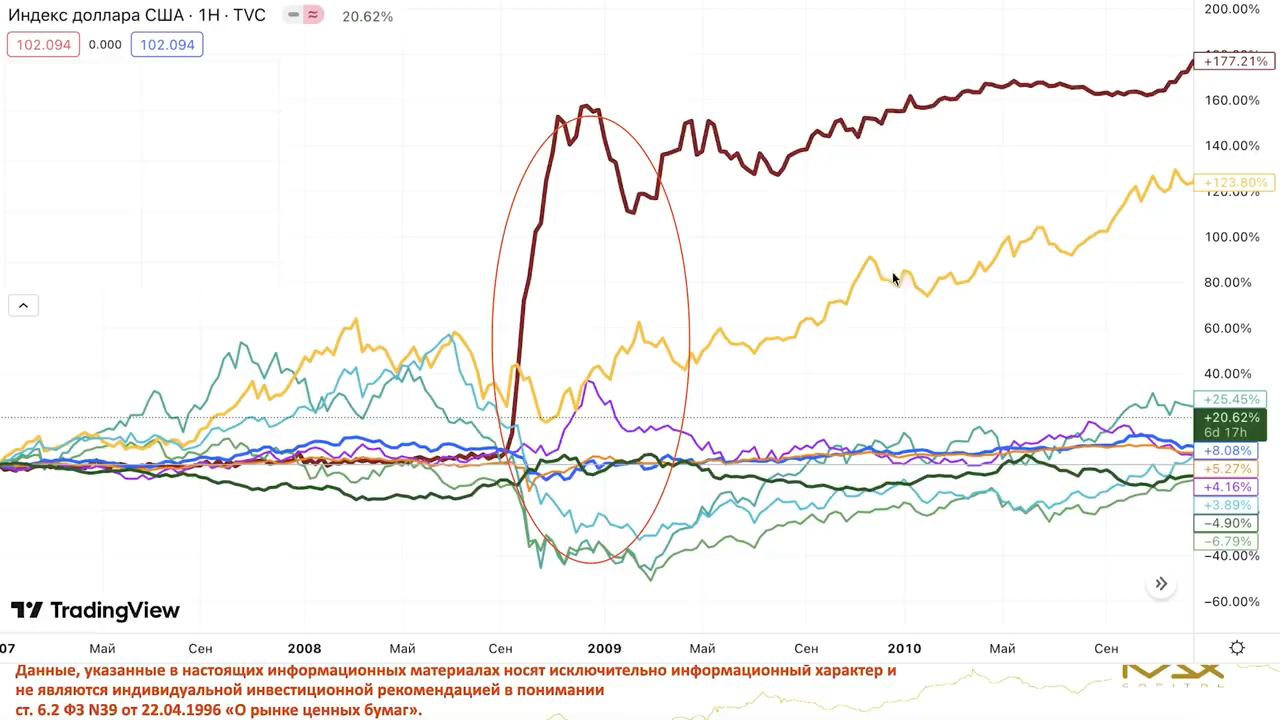 Индекс доллара США · 1Н · TVC
20.62%
102.094 0.000 102.094
200.00%
+177.21%
160.00%
140.00%
+123.80%
120.00%
100.00%
80.00%
60.00%
40.00%
+25.45%
+20.62%
6d 17h
+8.08%
+5.27%
+4.16%
+3.89%
−4.90%
−6.79%
−40.00%
−60.00%
TradingView
07 Май Сен 2008 Май Сен 2009 Май Сен 2010 Май Сен
Данные, указанные в настоящих информационных материалах носят исключительно информационный характер и
не являются индивидуальной инвестиционной рекомендацией в понимании
ст. 6.2 ФЗ N39 от 22.04.1996 «О рынке ценных бумаг».
CAPITAL